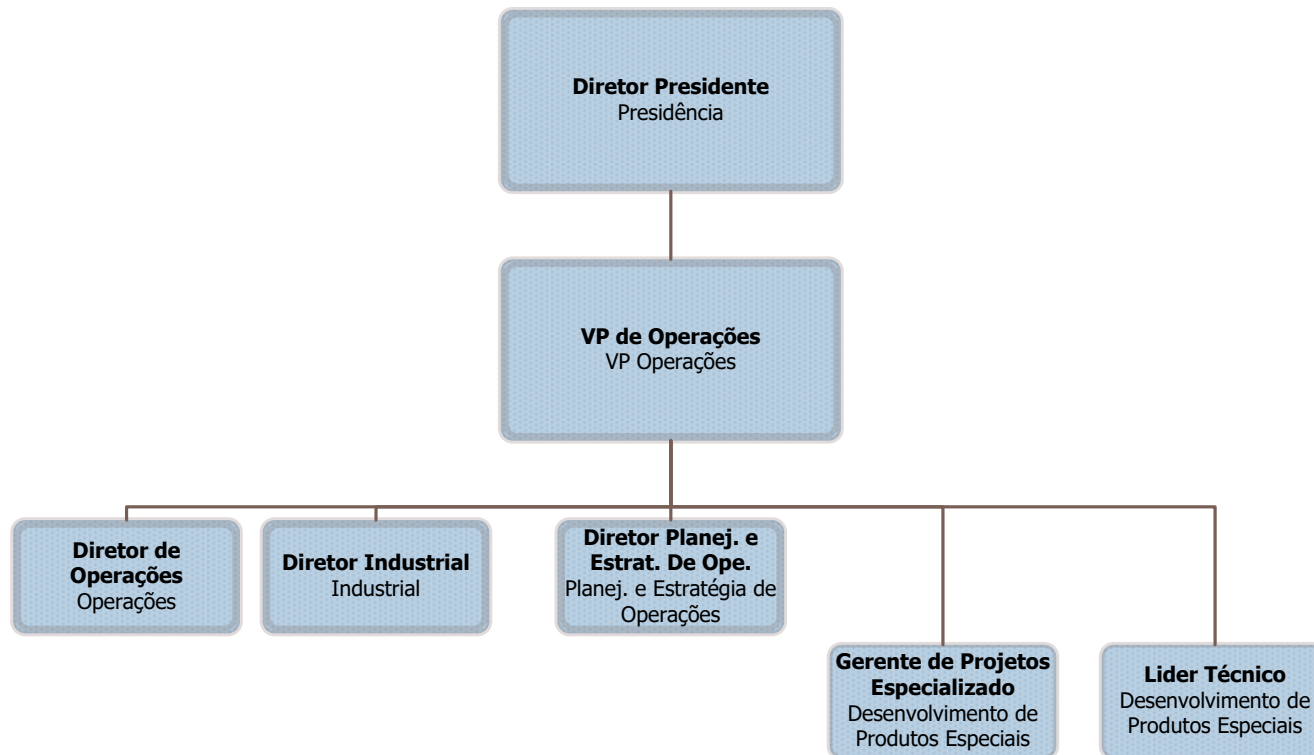 Diretor Presidente
Presidência
VP de Operações
VP Operações
Diretor de
Operações
Operações
Diretor Industrial
Industrial
Diretor Planej. e
Estrat. De Ope.
Planej. e Estratégia de
Operações
Gerente de Projetos
Especializado
Desenvolvimento de
Produtos Especiais
Lider Técnico
Desenvolvimento de
Produtos Especiais